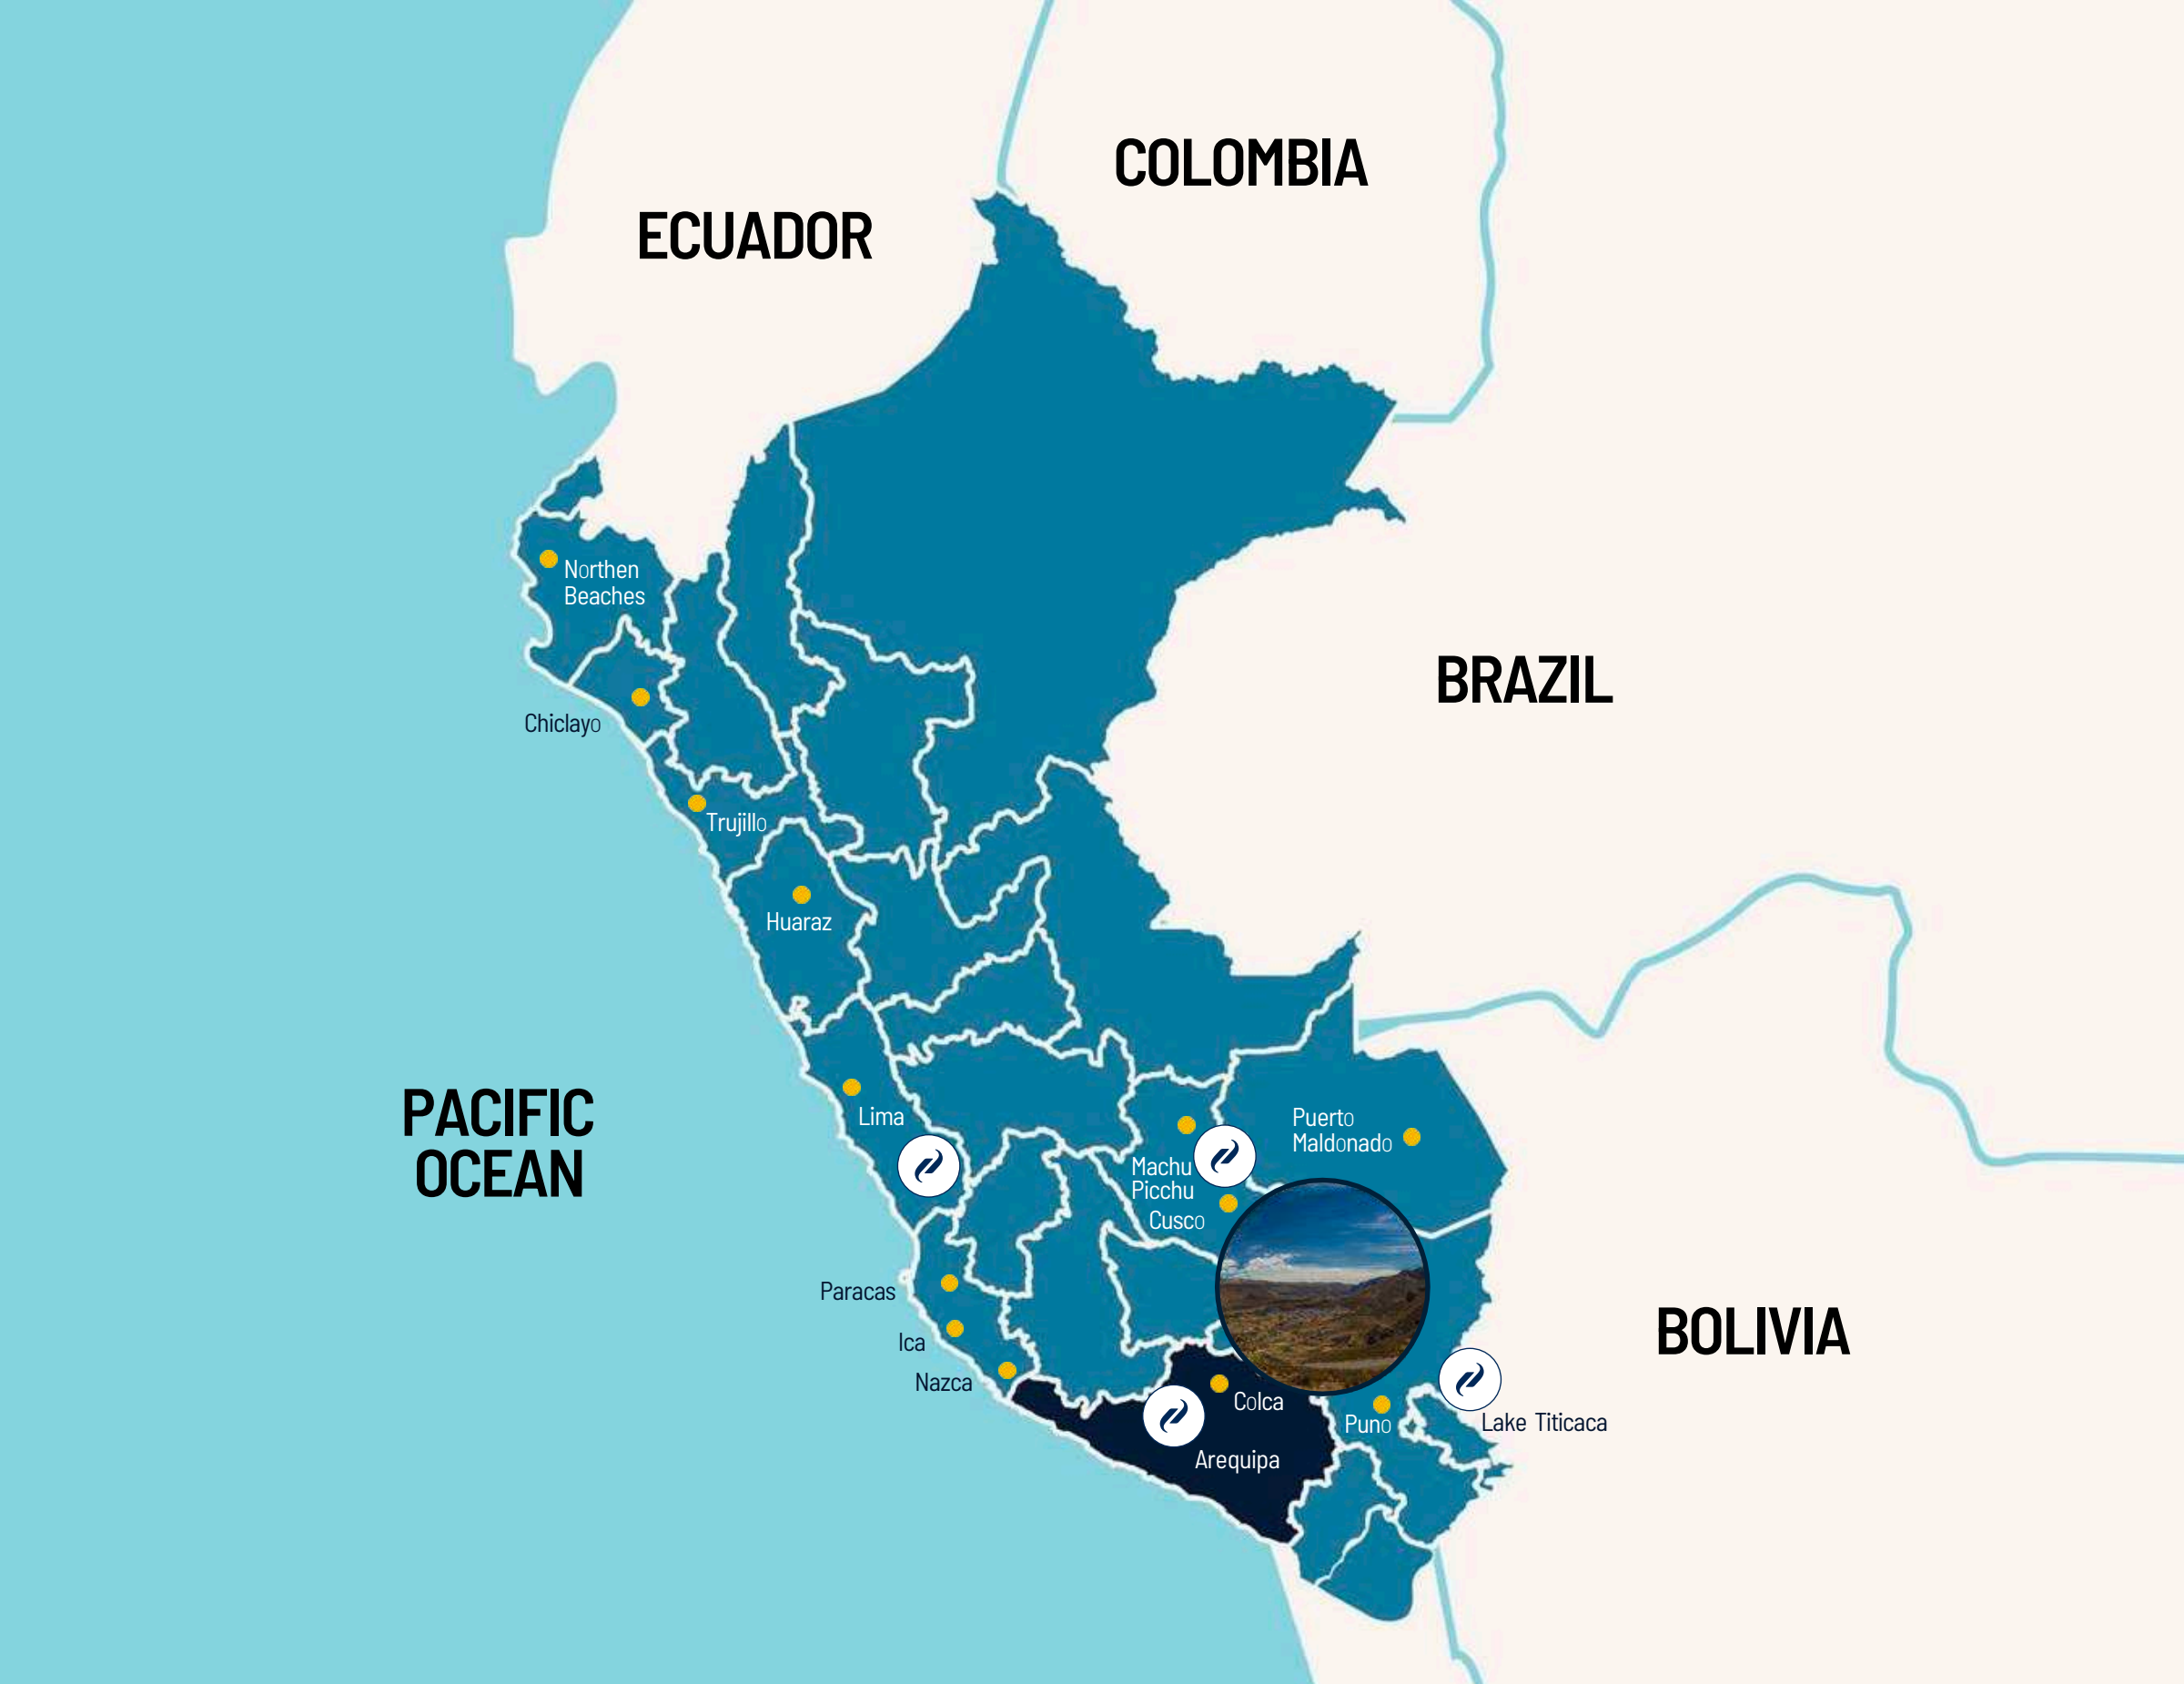 COLOMBIA
ECUADOR
Northen
Beaches
BRAZIL
Chiclayo
Trujillo
Huaraz
PACIFIC
OCEAN
Lima
Puerto
Maldonado
Machu
Picchu
Cusco
Paracas
Ica
Nazca
BOLIVIA
Colca
Puno
Lake Titicaca
Arequipa